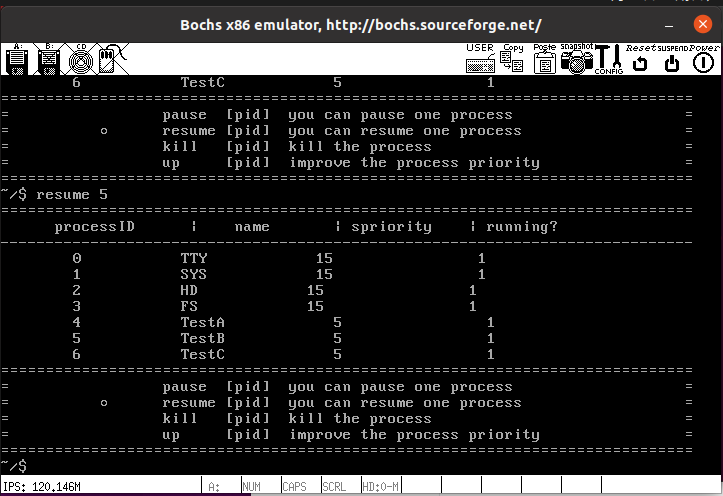 Bochs x86 emulator, http://bochs.sourceforge.net/
A: B: CD USER Copy Paste snapshot CONFIG Reset SUSPEND Power
6 TestC 5 1
=============================================================================
= pause [pid] you can pause one process =
= o resume [pid] you can resume one process =
= kill [pid] kill the process =
= up [pid] improve the process priority =
=============================================================================
~/$ resume 5
=============================================================================
processID | name | spriority | running?
-----------------------------------------------------------------------------
0 TTY 15 1
1 SYS 15 1
2 HD 15 1
3 FS 15 1
4 TestA 5 1
5 TestB 5 1
6 TestC 5 1
=============================================================================
= pause [pid] you can pause one process =
= o resume [pid] you can resume one process =
= kill [pid] kill the process =
= up [pid] improve the process priority =
=============================================================================
~/$
IPS: 120.146M A: NUM CAPS SCRL HD:0-M